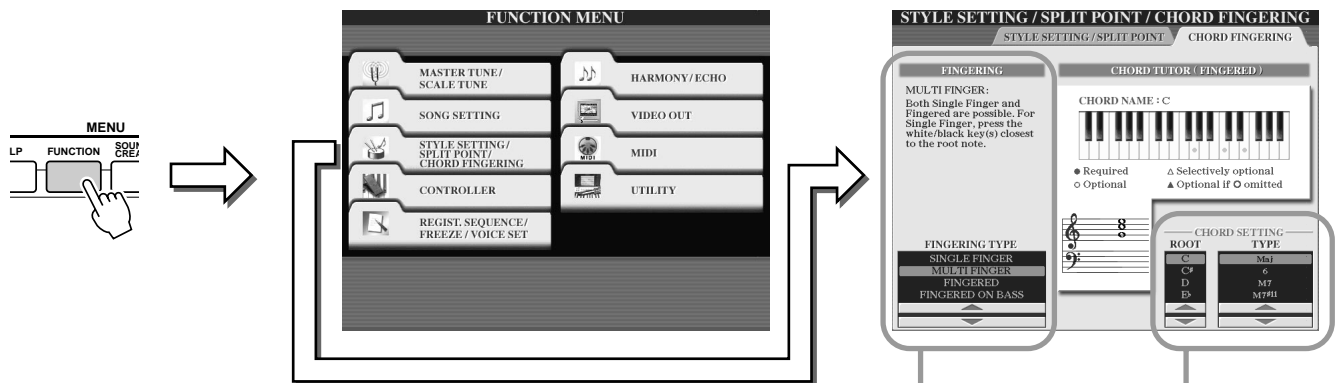 MENU
LP
FUNCTION
SOUN
CREA
FUNCTION MENU
MASTER TUNE/
SCALE TUNE
SONG SETTING
STYLE SETTING/
SPLIT POINT/
CHORD FINGERING
CONTROLLER
REGIST. SEQUENCE/
FREEZE / VOICE SET
HARMONY/ECHO
VIDEO OUT
MIDI
MIDI
UTILITY
STYLE SETTING / SPLIT POINT / CHORD FINGERING
STYLE SETTING/SPLIT POINT
CHORD FINGERING
FINGERING
MULTI FINGER:
Both Single Finger and
Fingered are possible. For
Single Finger, press the
white/black key(s) closest
to the root note.
FINGERING TYPE
SINGLE FINGER
MULTI FINGER
FINGERED
FINGERED ON BASS
CHORD TUTOR ( FINGERED )
CHORD NAME : C
● Required
△ Selectively optional
○ Optional
▲ Optional if ○ omitted
CHORD SETTING
ROOT
TYPE
C
Maj
C♯
6
D
M7
E♭
M7♯11